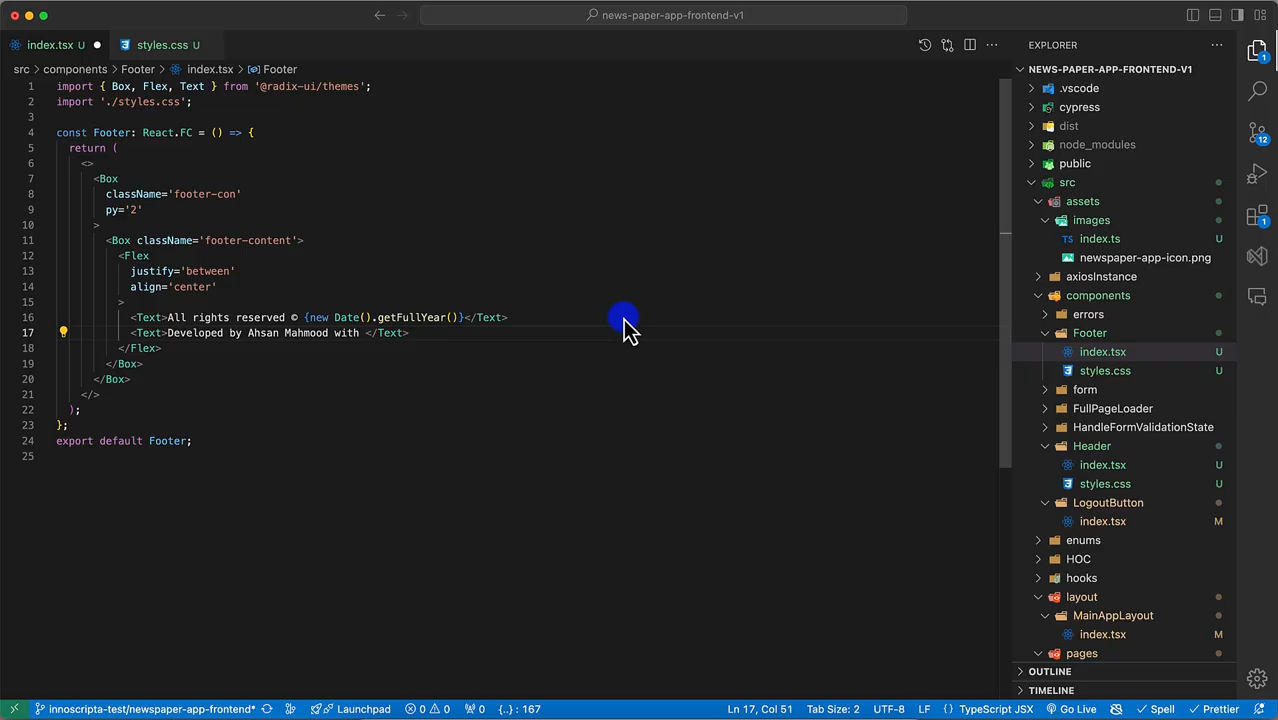 news-paper-app-frontend-v1
index.tsx U
styles.css U
src > components > Footer > index.tsx > Footer
1 import { Box, Flex, Text } from '@radix-ui/themes';
2 import './styles.css';
3
4 const Footer: React.FC = () => {
5 return (
6 <>
7 <Box
8 className='footer-con'
9 py='2'
10 >
11 <Box className='footer-content'>
12 <Flex
13 justify='between'
14 align='center'
15 >
16 <Text>All rights reserved © {new Date().getFullYear()}</Text>
17 <Text>Developed by Ahsan Mahmood with </Text>
18 </Flex>
19 </Box>
20 </Box>
21 </>
22 );
23 };
24 export default Footer;
25
EXPLORER
NEWS-PAPER-APP-FRONTEND-V1
.vscode
cypress
dist
node_modules
public
src
assets
images
TS index.ts U
newspaper-app-icon.png
axiosInstance
components
errors
Footer
index.tsx U
styles.css U
form
FullPageLoader
HandleFormValidationState
Header
index.tsx U
styles.css U
LogoutButton
index.tsx M
enums
HOC
hooks
layout
MainAppLayout
index.tsx M
pages
OUTLINE
TIMELINE
1
12
1
innoscripta-test/newspaper-app-frontend* Launchpad 0 0 0 {..} : 167 Ln 17, Col 51 Tab Size: 2 UTF-8 LF {} TypeScript JSX Go Live Spell Prettier